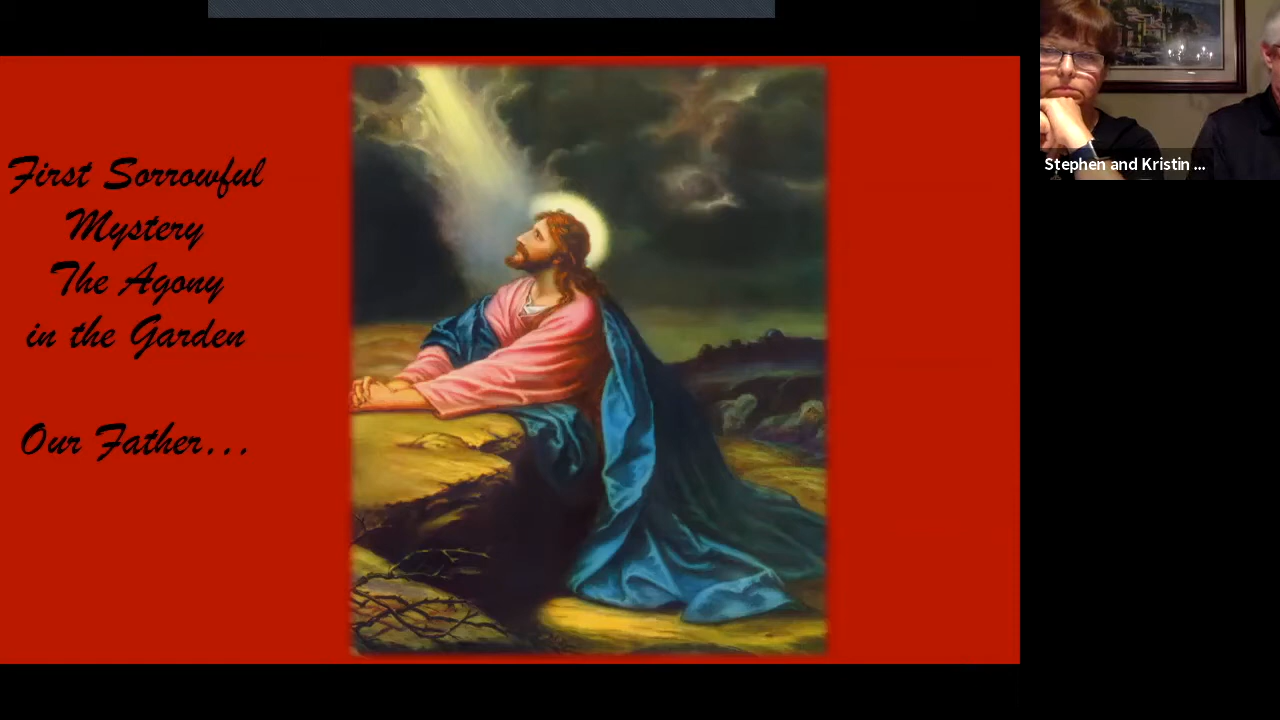 First Sorrowful
Mystery
The Agony
in the Garden
Our Father...
Stephen and Kristin ...